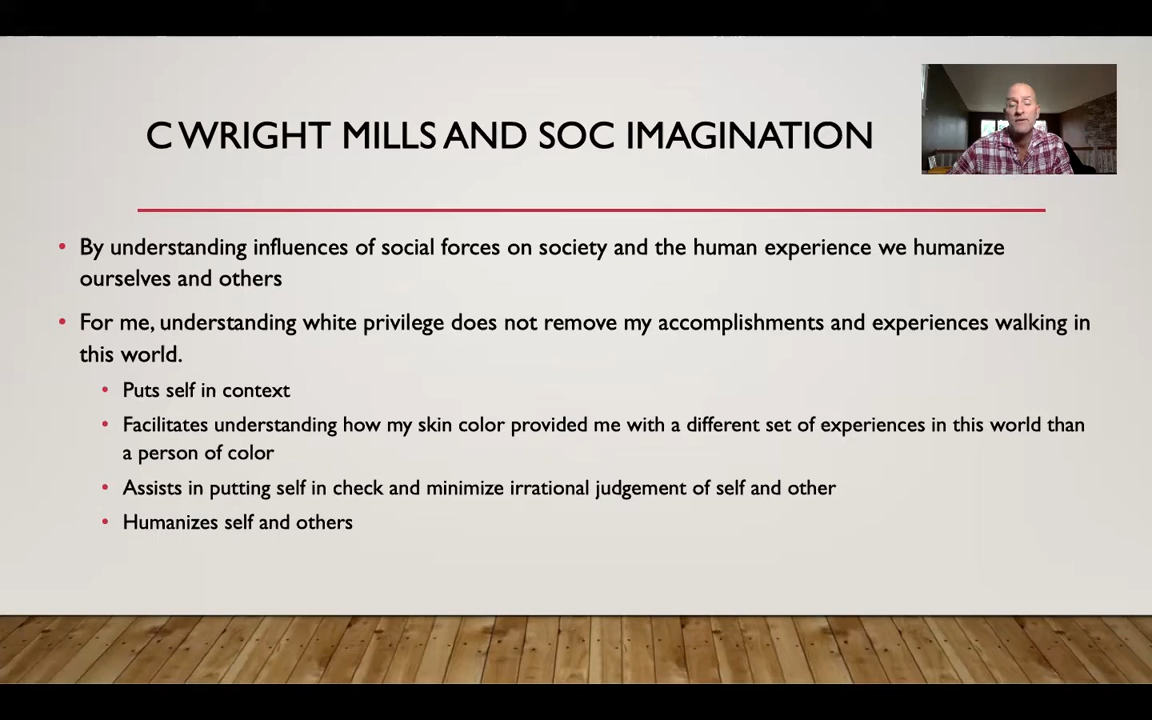 C WRIGHT MILLS AND SOC IMAGINATION
• By understanding influences of social forces on society and the human experience we humanize
ourselves and others
• For me, understanding white privilege does not remove my accomplishments and experiences walking in
this world.
• Puts self in context
• Facilitates understanding how my skin color provided me with a different set of experiences in this world than
a person of color
• Assists in putting self in check and minimize irrational judgement of self and other
• Humanizes self and others